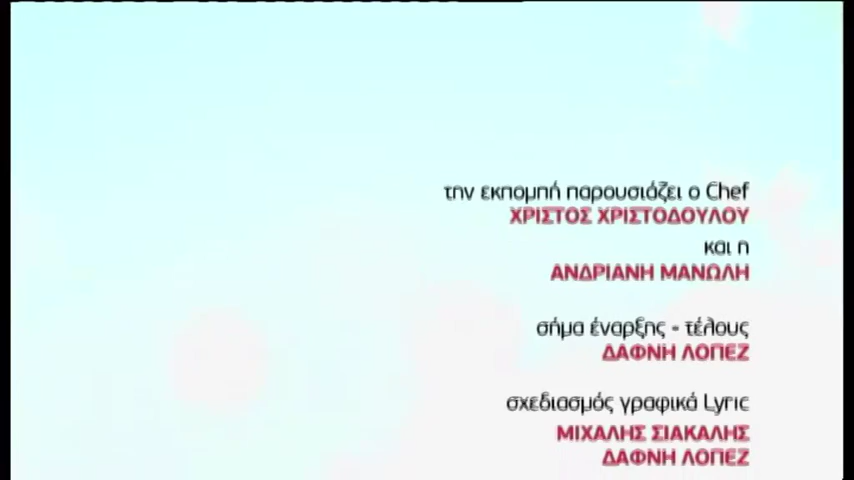 την εκπομπή παρουσιάζει ο Chef
ΧΡΙΣΤΟΣ ΧΡΙΣΤΟΔΟΥΛΟΥ
και η
ΑΝΔΡΙΑΝΗ ΜΑΝΩΛΗ
σήμα έναρξης - τέλους
ΔΑΦΝΗ ΛΟΠΕΖ
σχεδιασμός γραφικά Lyric
ΜΙΧΑΛΗΣ ΣΙΑΚΑΛΗΣ
ΔΑΦΝΗ ΛΟΠΕΖ